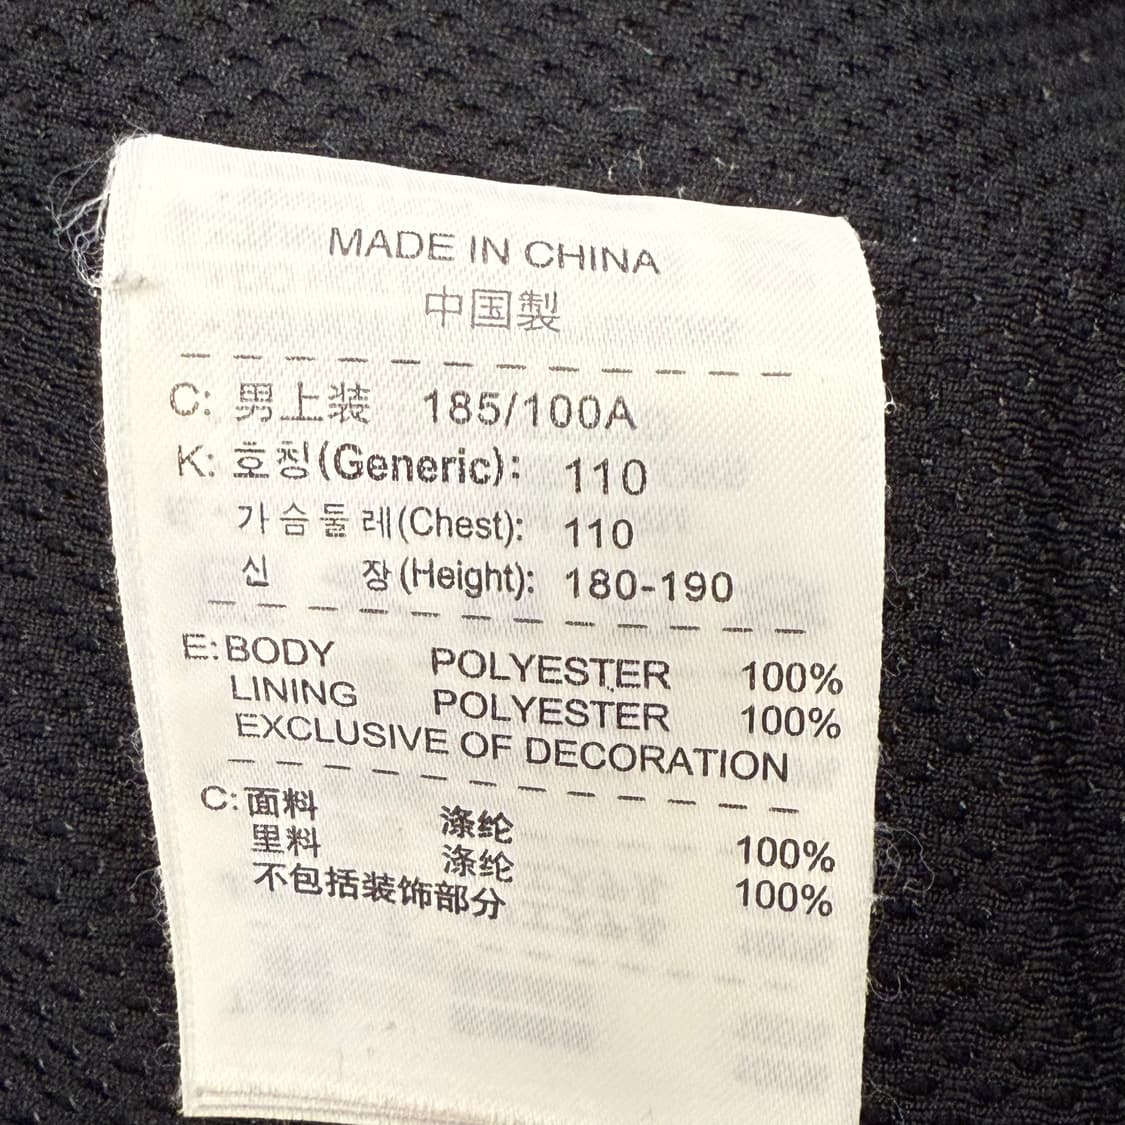 MADE IN CHINA
中国製
C: 男上装 185/100A
K: 호칭(Generic): 110
가슴둘레(Chest): 110
신 장(Height): 180-190
E: BODY POLYESTER 100%
LINING POLYESTER 100%
EXCLUSIVE OF DECORATION
C: 面料 涤纶 100%
里料 涤纶 100%
不包括装饰部分